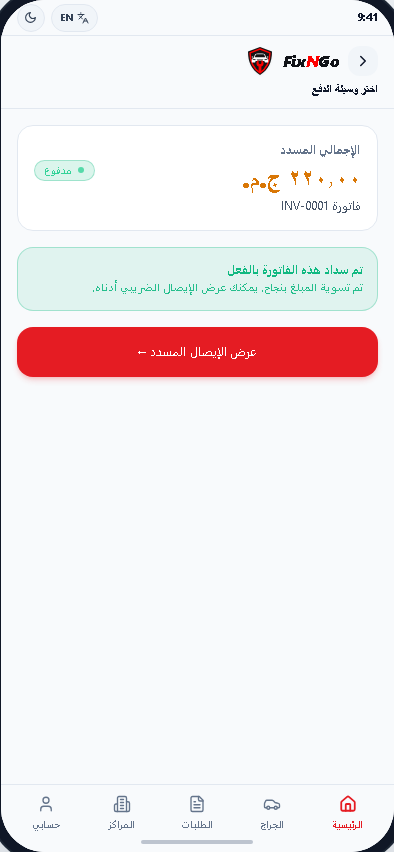 9:41
EN
FixNGo
اختر وسيلة الدفع
الإجمالي المسدد
٢٢٠٫٠٠ ج.م.
مدفوع
فاتورة INV-0001
تم سداد هذه الفاتورة بالفعل
تم تسوية المبلغ بنجاح. يمكنك عرض الإيصال الضريبي أدناه.
عرض الإيصال المسدد ←
الرئيسية
الجراج
الطلبات
المراكز
حسابي